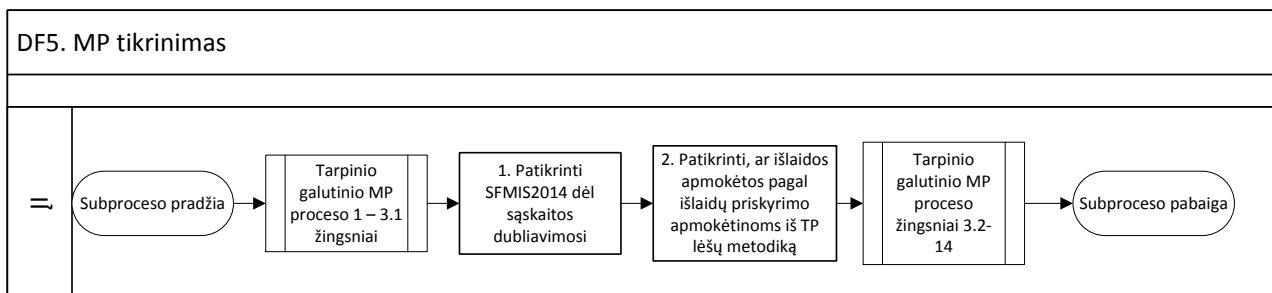 DF5. MP tikrinimas
ĮI
Subproceso pradžia
Tarpinio
galutinio MP
proceso 1 – 3.1
žingsniai
1. Patikrinti
SFMIS2014 dėl
sąskaitos
dubliavimosi
2. Patikrinti, ar išlaidos
apmokėtos pagal
išlaidų priskyrimo
apmokėtinoms iš TP
lėšų metodiką
Tarpinio
galutinio MP
proceso
žingsniai 3.2-
14
Subproceso pabaiga